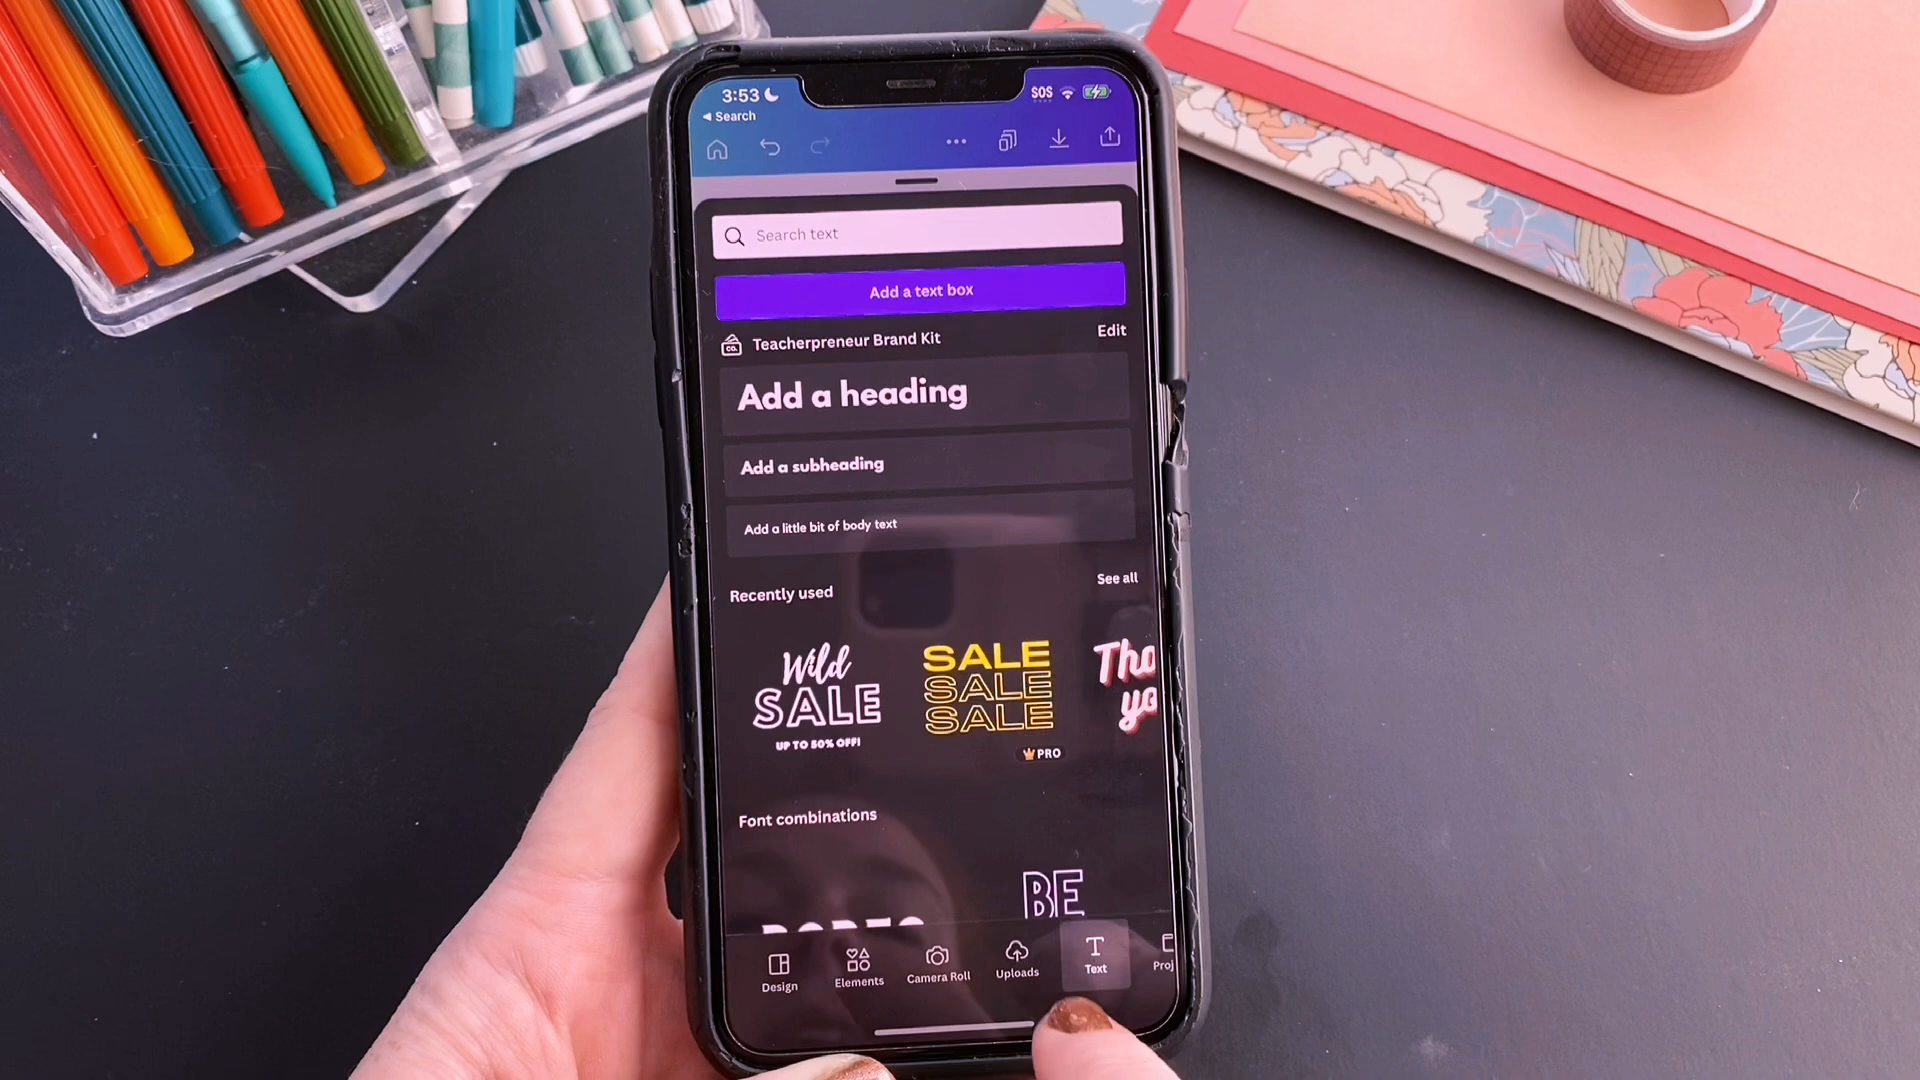 3:53
SOS
Search
Search text
Add a text box
CO.
Teacherpreneur Brand Kit
Edit
Add a heading
Add a subheading
Add a little bit of body text
Recently used
See all
Wild
SALE
UP TO 50% OFF!
SALE
SALE
SALE
PRO
Tha
yo
Font combinations
BE
Design
Elements
Camera Roll
Uploads
Text
Proj